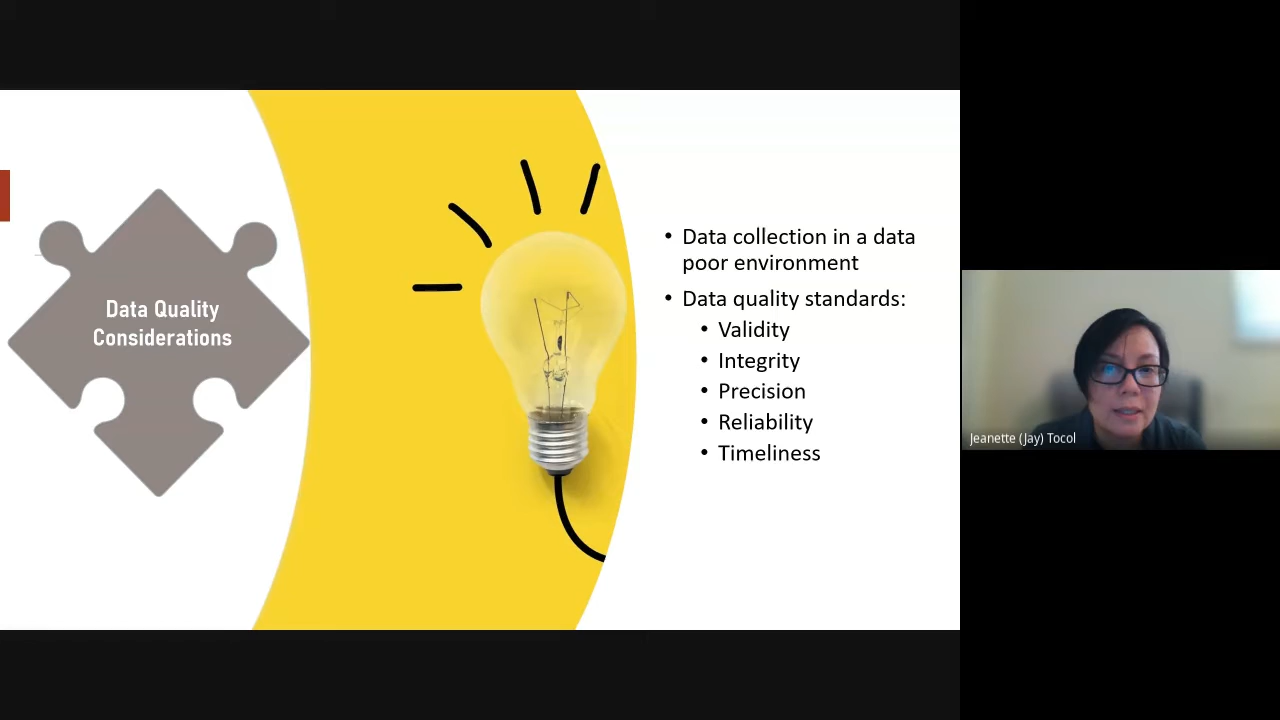 Data Quality
Considerations
• Data collection in a data
poor environment
• Data quality standards:
• Validity
• Integrity
• Precision
• Reliability
• Timeliness
Jeanette (Jay) Tocol